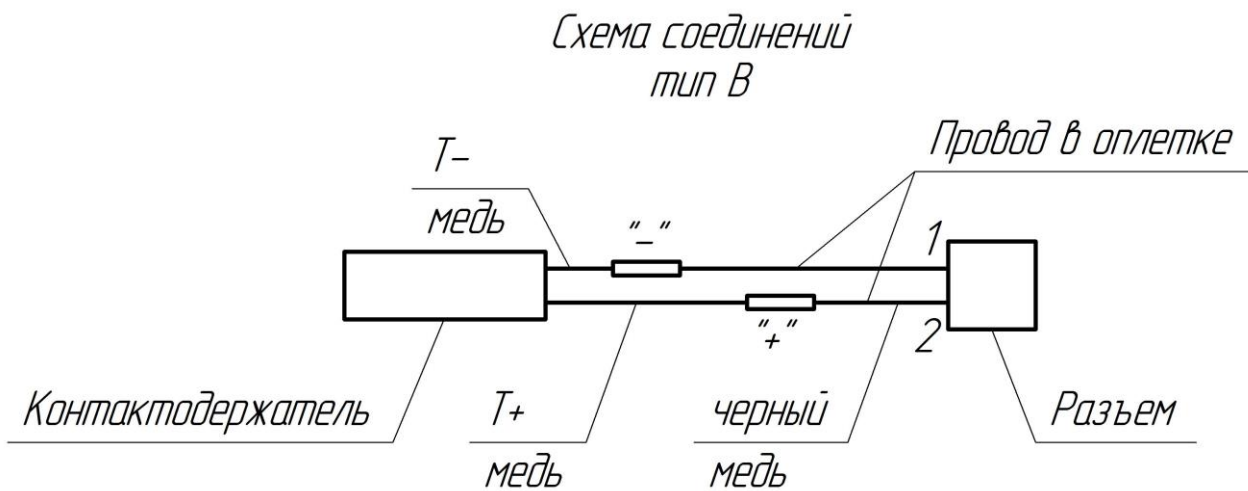 Схема соединений
тип В
Т-
медь
Провод в оплетке
"-"
1
"+"
2
Контактодержатель
Т+
медь
черный
медь
Разъем